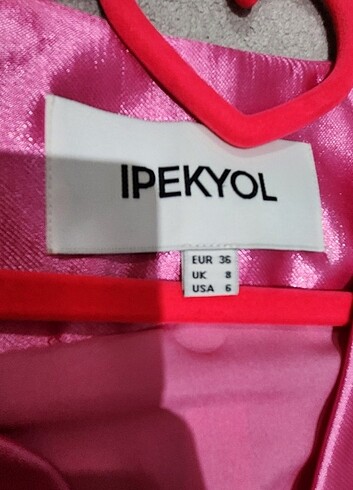 IPEKYOL
EUR 36
UK 8
USA 6